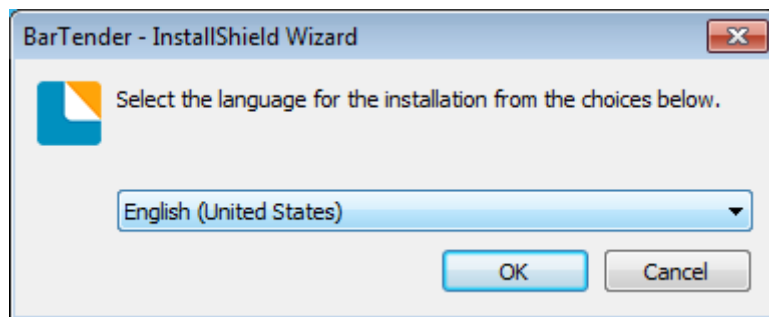 BarTender - InstallShield Wizard
Select the language for the installation from the choices below.
English (United States)
OK
Cancel